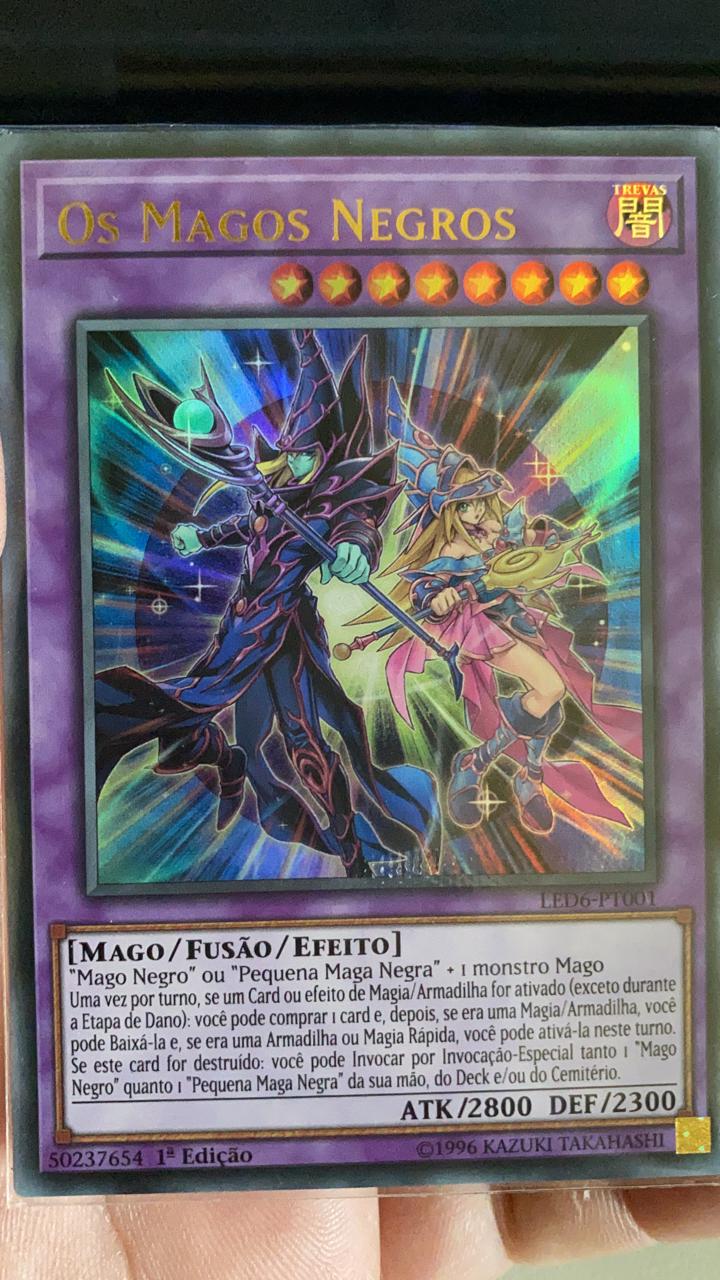 Os Magos Negros
TREVAS
闇
LED6-PT001
[Mago/Fusão/Efeito]
"Mago Negro" ou "Pequena Maga Negra" + 1 monstro Mago
Uma vez por turno, se um Card ou efeito de Magia/Armadilha for ativado (exceto durante
a Etapa de Dano): você pode comprar 1 card e, depois, se era uma Magia/Armadilha, você
pode Baixá-la e, se era uma Armadilha ou Magia Rápida, você pode ativá-la neste turno.
Se este card for destruído: você pode Invocar por Invocação-Especial tanto 1 "Mago
Negro" quanto 1 "Pequena Maga Negra" da sua mão, do Deck e/ou do Cemitério.
ATK/2800 DEF/2300
50237654 1ª Edição ©1996 KAZUKI TAKAHASHI